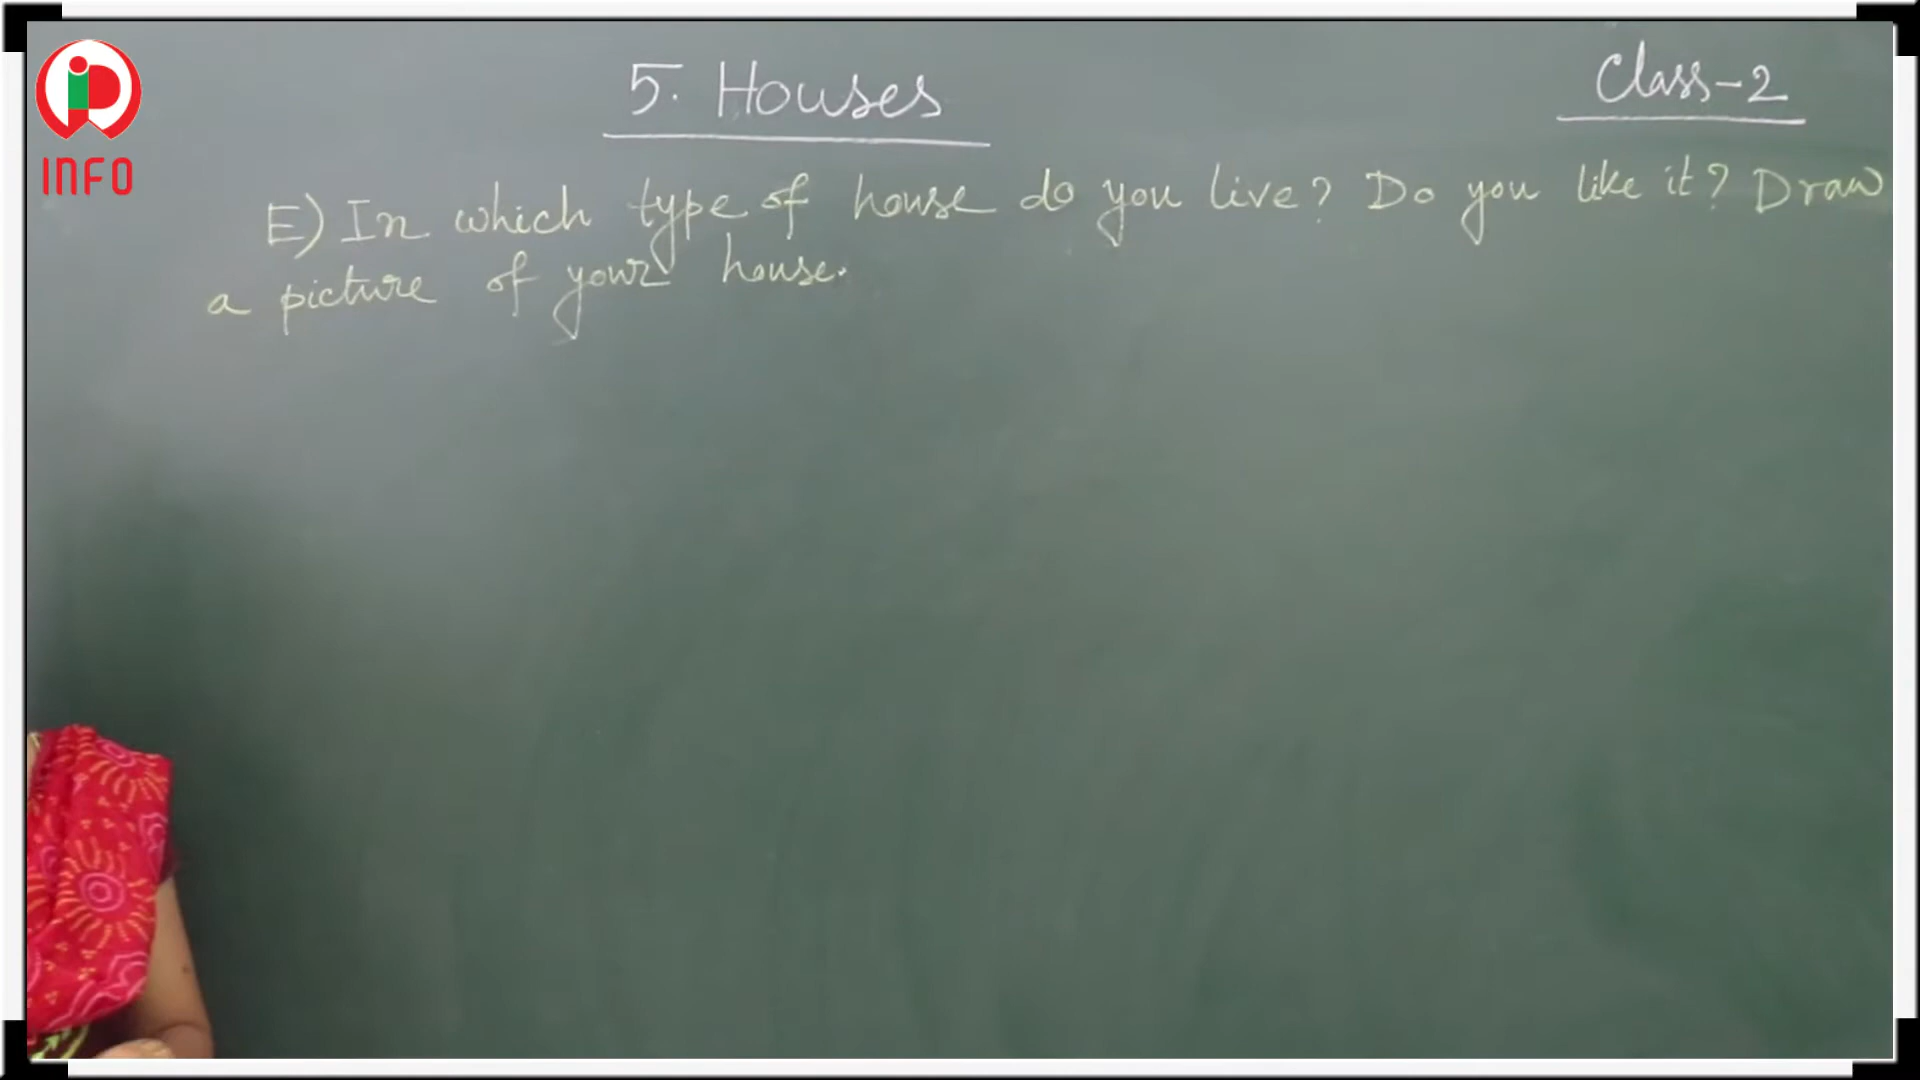 INFO
5. Houses
Class-2
E) In which type of house do you live? Do you like it? Draw
a picture of your house.